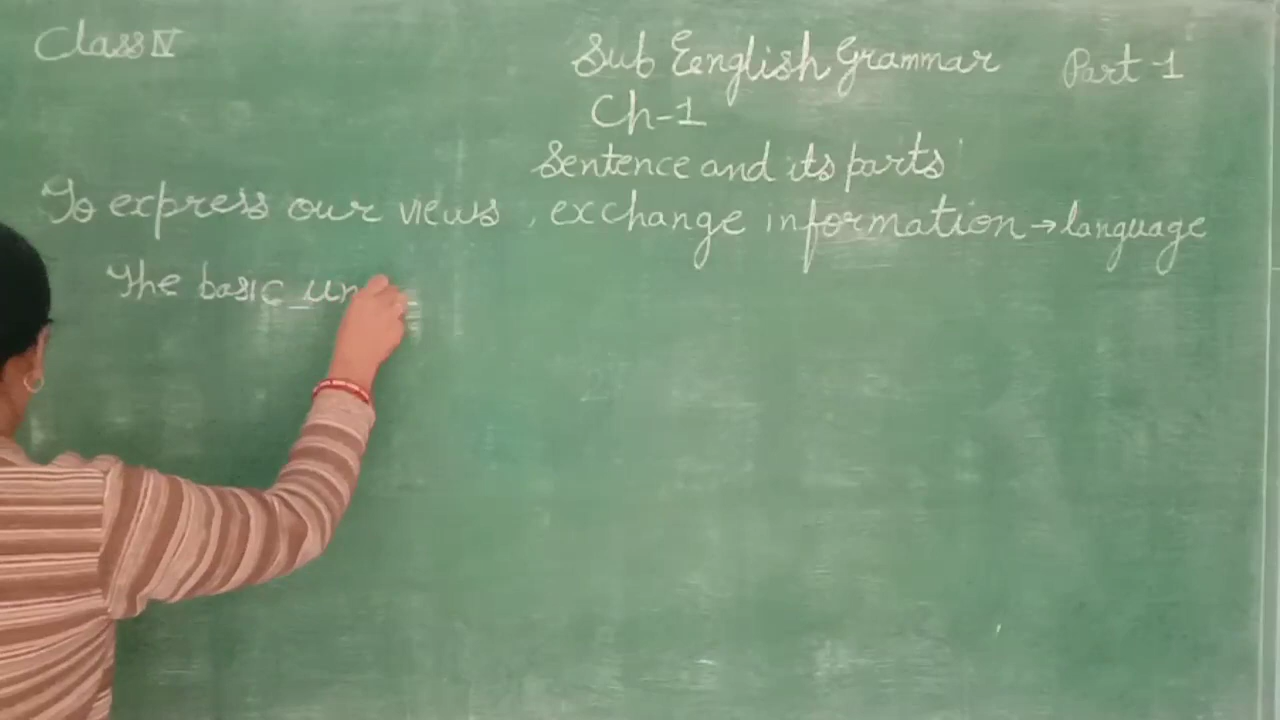 Class IV
Sub Eenglish Grammar Part-1
Ch-1
Sentence and its parts
To express our views, exchange information → language
The basic un